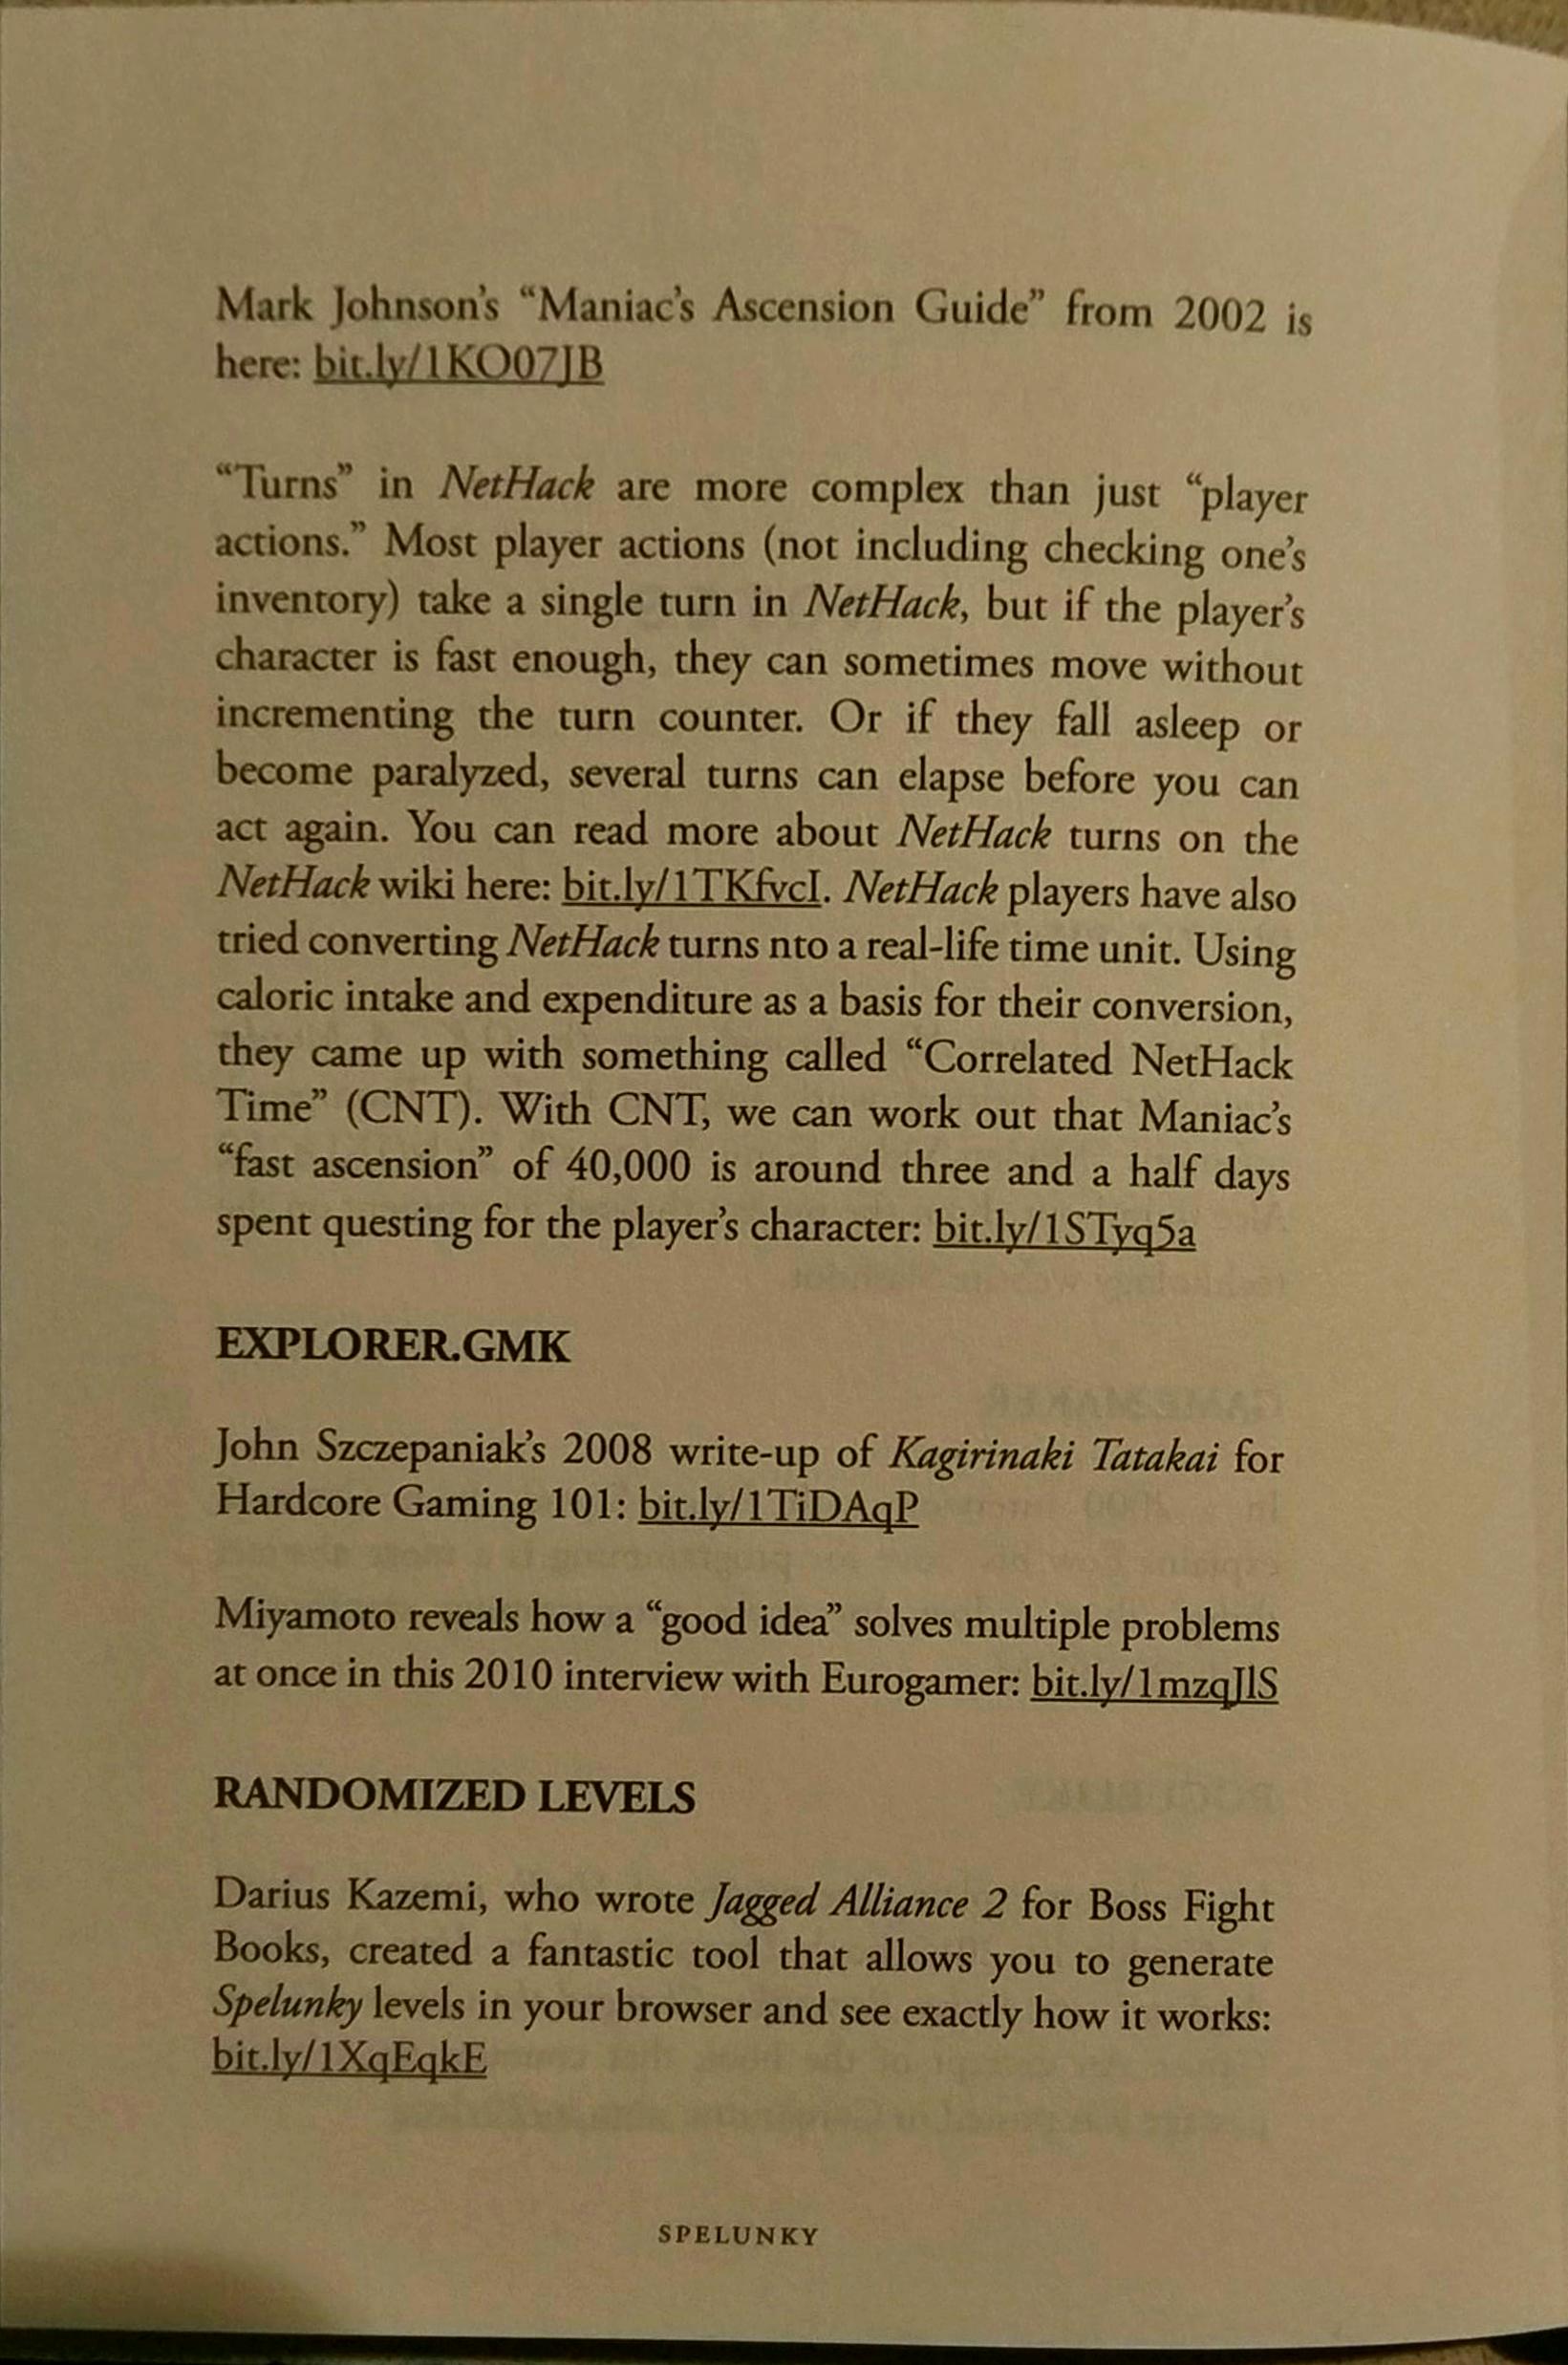 Mark Johnson's “Maniac's Ascension Guide” from 2002 is
here: bit.ly/1KO07JB
“Turns” in NetHack are more complex than just “player
actions.” Most player actions (not including checking one's
inventory) take a single turn in NetHack, but if the player's
character is fast enough, they can sometimes move without
incrementing the turn counter. Or if they fall asleep or
become paralyzed, several turns can elapse before you can
act again. You can read more about NetHack turns on the
NetHack wiki here: bit.ly/1TKfvcI. NetHack players have also
tried converting NetHack turns nto a real-life time unit. Using
caloric intake and expenditure as a basis for their conversion,
they came up with something called “Correlated NetHack
Time” (CNT). With CNT, we can work out that Maniac's
“fast ascension” of 40,000 is around three and a half days
spent questing for the player's character: bit.ly/1STyq5a
EXPLORER.GMK
John Szczepaniak's 2008 write-up of Kagirinaki Tatakai for
Hardcore Gaming 101: bit.ly/1TiDAqP
Miyamoto reveals how a “good idea” solves multiple problems
at once in this 2010 interview with Eurogamer: bit.ly/1mzqJlS
RANDOMIZED LEVELS
Darius Kazemi, who wrote Jagged Alliance 2 for Boss Fight
Books, created a fantastic tool that allows you to generate
Spelunky levels in your browser and see exactly how it works:
bit.ly/1XqEqkE
SPELUNKY